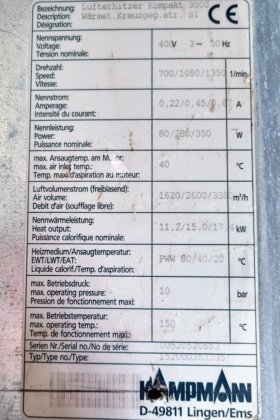 Bezeichnung: Lufterhitzer Kompakt 3000
Description: Wärmet.Kreuzgeg.str. St
Désignation:
CE
Nennspannung:
Voltage: 400 V 3~ 50 Hz
Tension nominale
Drehzahl:
Speed: 700/1050/1350 1/min
Vitesse:
Nennstrom:
Amperage: 0,22/0,45/0,67 A
Intensité du courant:
Nennleistung:
Power: 80/280/350 W
Puissance nominale:
max. Ansaugtemp. am Motor:
max. air inlet temp.: 40 °C
Temp. maxi d'aspiration au moteur:
Luftvolumenstrom (freiblasend)
Air volume: 1620/2600/338 m³/h
Debit d'air (soufflage libre):
Nennwärmeleistung:
Heat output: 11,2/15,0/17, kW
Puissance calorifique nominale:
Heizmedium/Ansaugtemperatur:
EWT/LWT/EAT: PWW 80/40/20 °C
Liquide calorif./Temp. d'aspiration:
max. Betriebsdruck:
max. operating pressure: 10 bar
Pression de fonctionnement maxi:
max. Betriebstemperatur:
max. operating temp.: 150 °C
Temp. de fonctionnement maxi:
Serien Nr./Serial no./No de série:
Typ/Type no./Type:
KAMPMANN
D-49811 Lingen/Ems